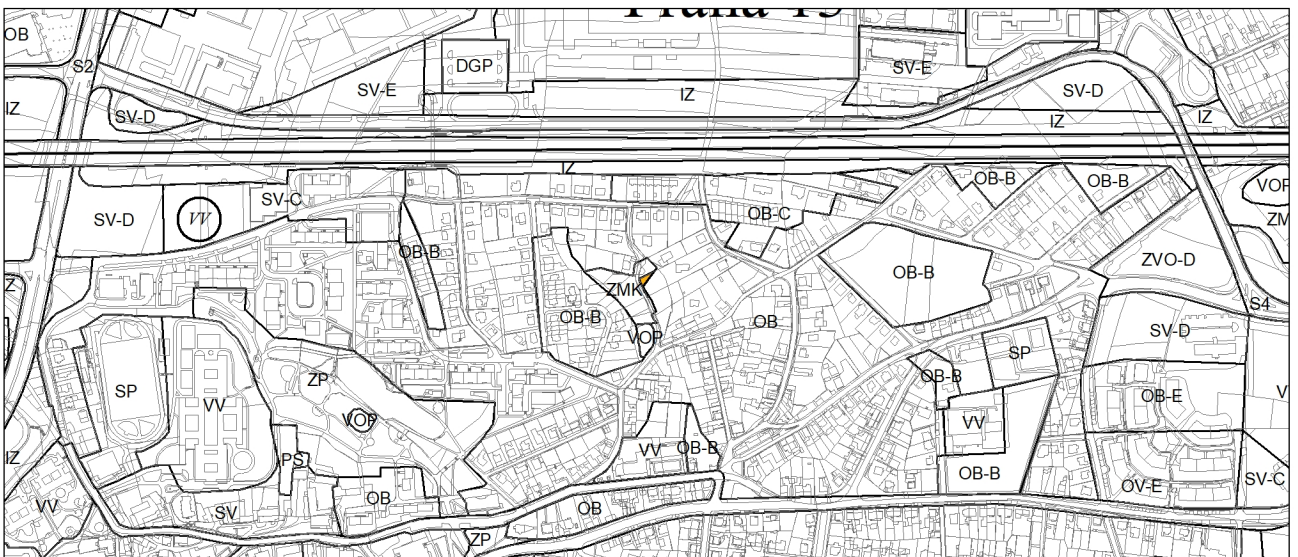 Praha 13
OB
S2
DGP
SV-E
SV-E
IZ
IZ
SV-D
SV-D
IZ
IZ
IZ
OB-B
OB-B
VOP
SV-C
SV-D
VV
OB-C
ZM
OB-B
ZVO-D
OB-B
ZMK
OB-B
OB
S4
VOP
SV-D
SP
ZP
OB-B
SP
OB-E
VV
VOP
VV
VV
OB-B
IZ
PS
OB-B
OV-E
SV-C
VV
SV
OB
OB
ZP